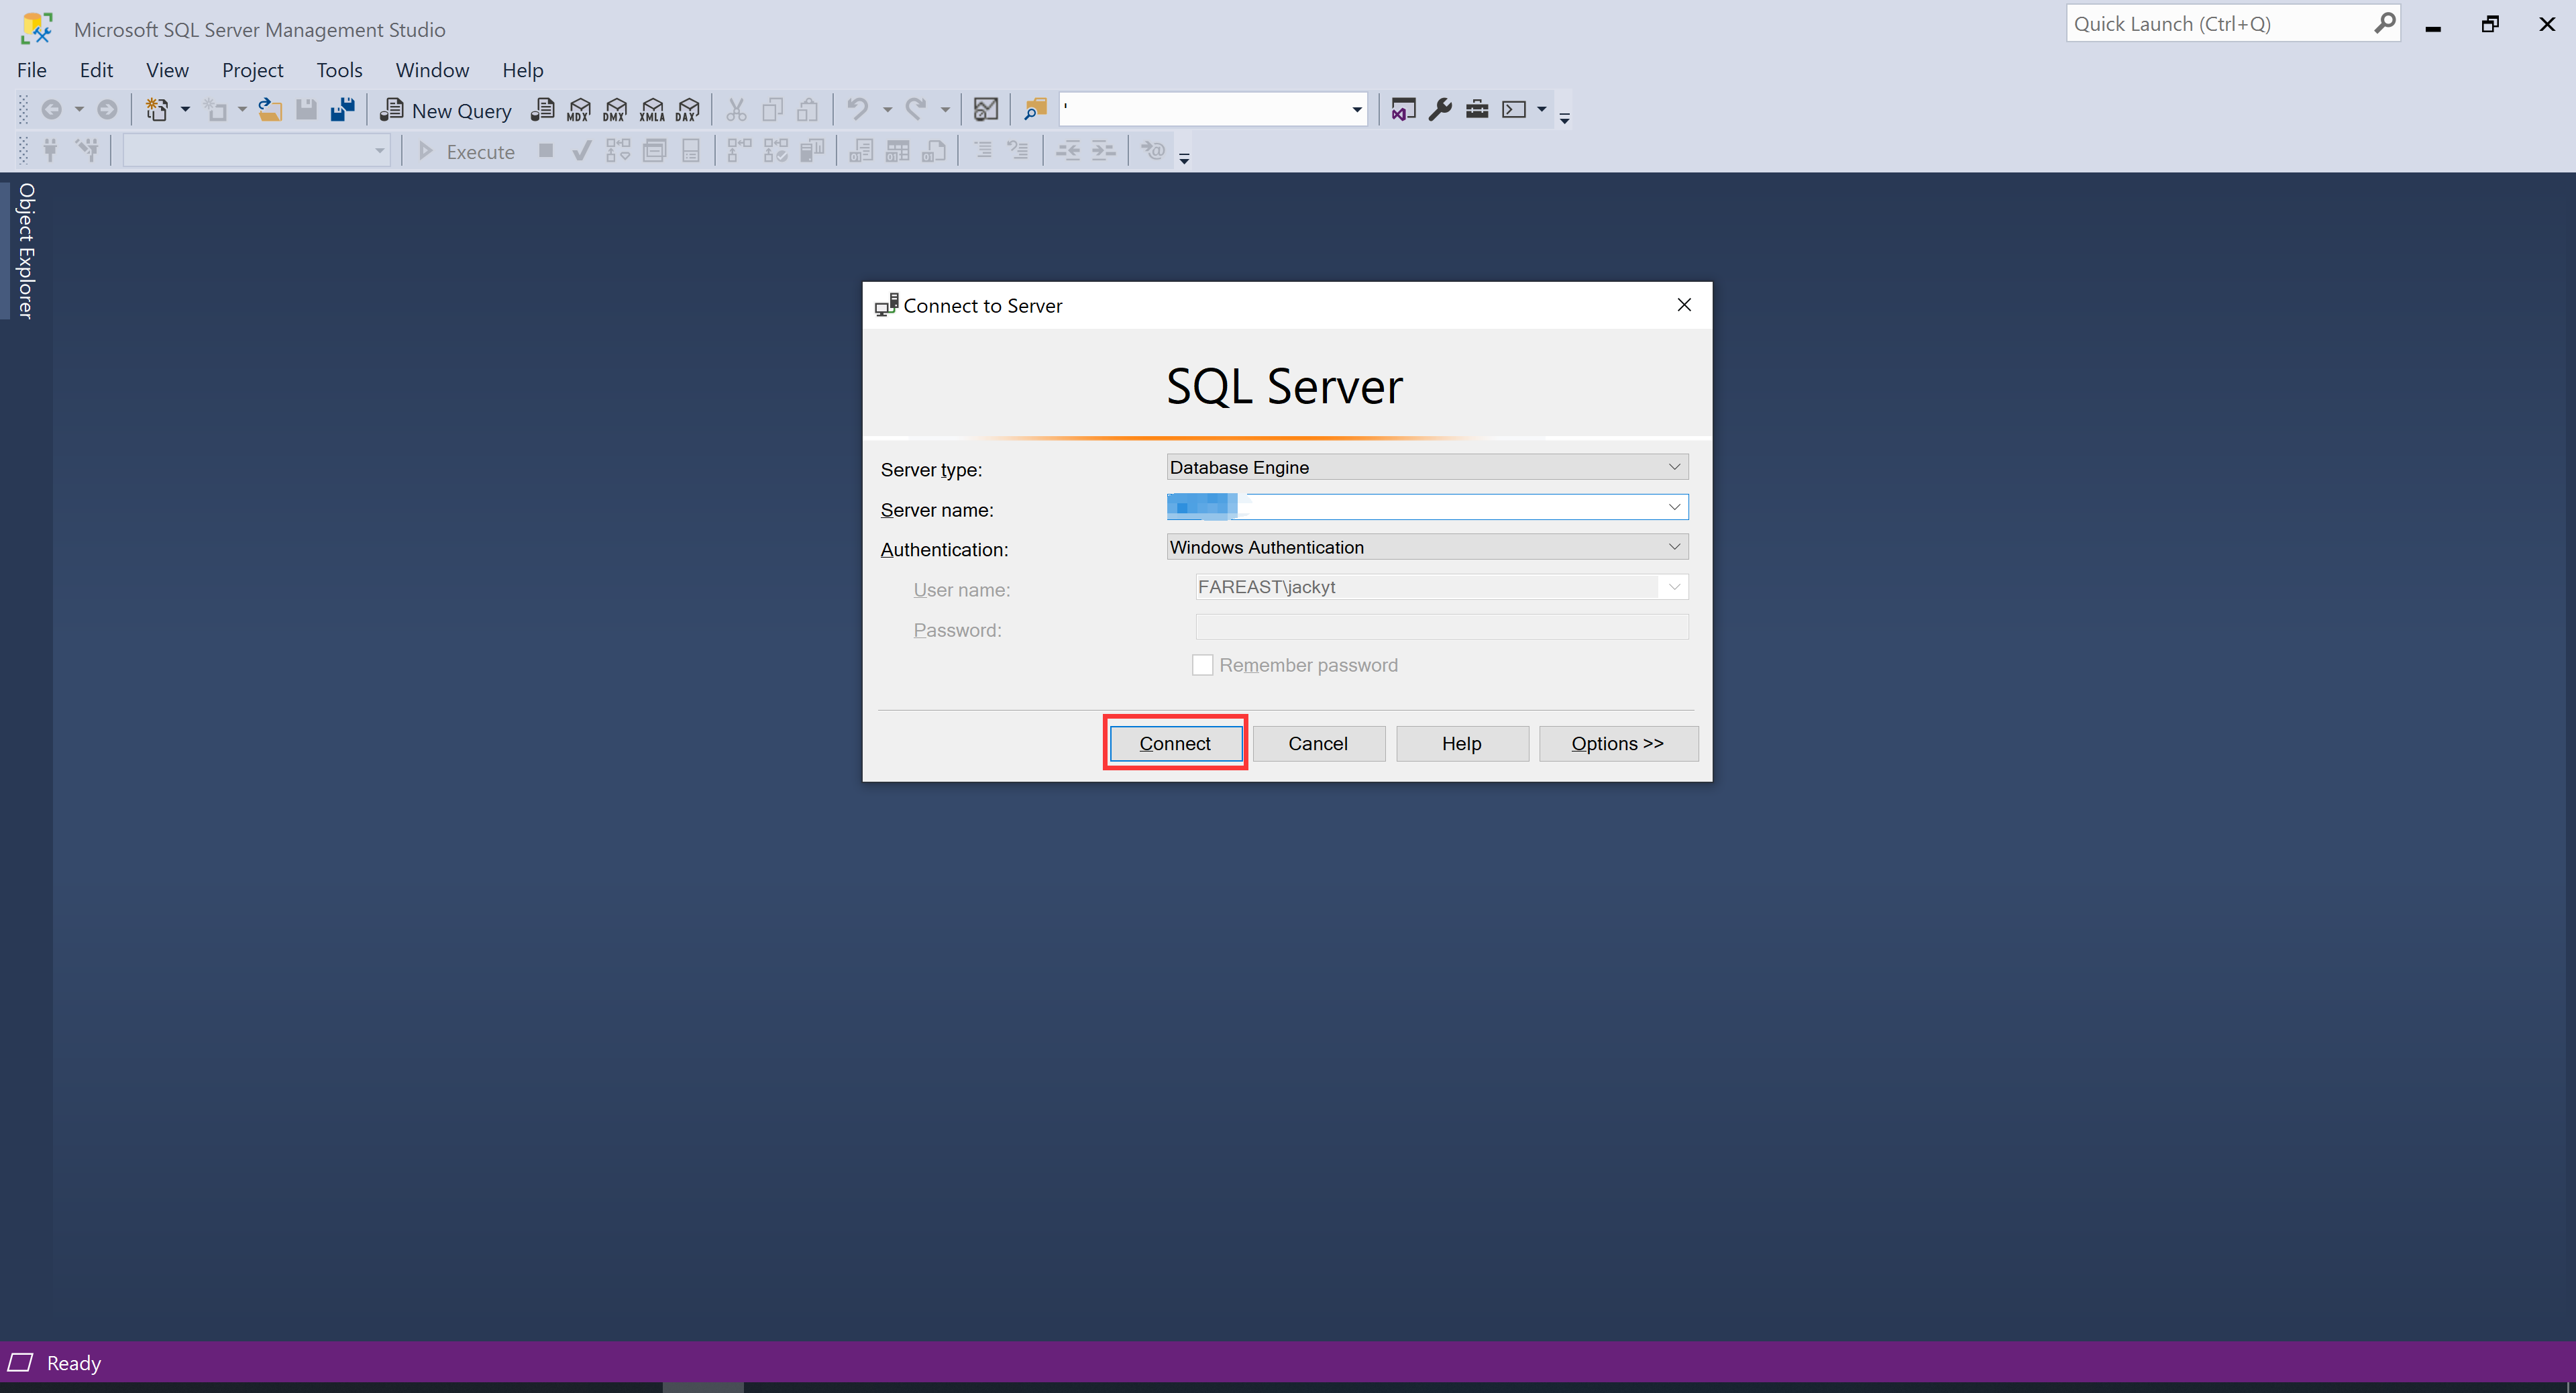 Microsoft SQL Server Management Studio
Quick Launch (Ctrl+Q)
File Edit View Project Tools Window Help
New Query MDX DMX XMLA DAX '
Execute
Object Explorer
Connect to Server
SQL Server
Server type: Database Engine
Server name:
Authentication: Windows Authentication
User name: FAREAST\jackyt
Password:
Remember password
Connect Cancel Help Options >>
Ready